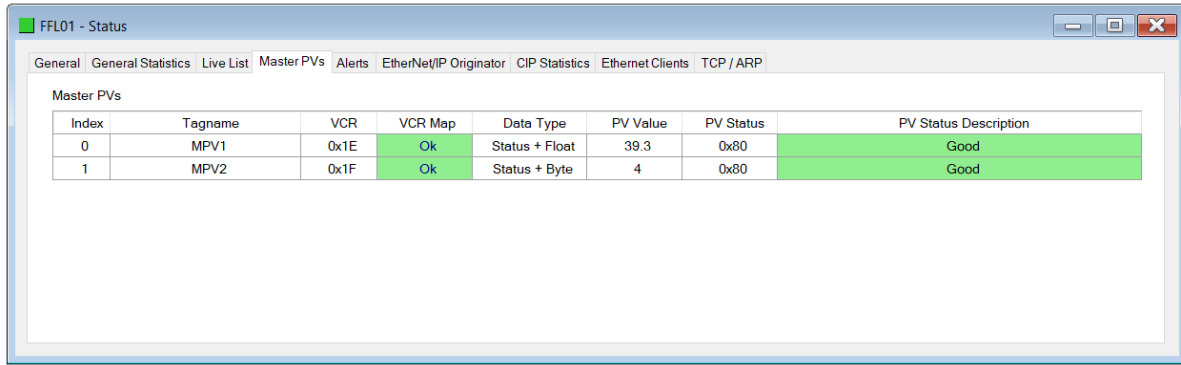 FFL01 - Status
General General Statistics Live List Master PVs Alerts EtherNet/IP Originator CIP Statistics Ethernet Clients TCP / ARP
Master PVs
Index Tagname VCR VCR Map Data Type PV Value PV Status PV Status Description
0 MPV1 0x1E Ok Status + Float 39.3 0x80 Good
1 MPV2 0x1F Ok Status + Byte 4 0x80 Good